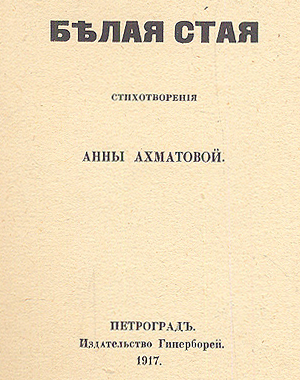 БѢЛАЯ СТАЯ
СТИХОТВОРЕНІЯ
АННЫ АХМАТОВОЙ.
ПЕТРОГРАДЪ.
Издательство Гиперборей.
1917.